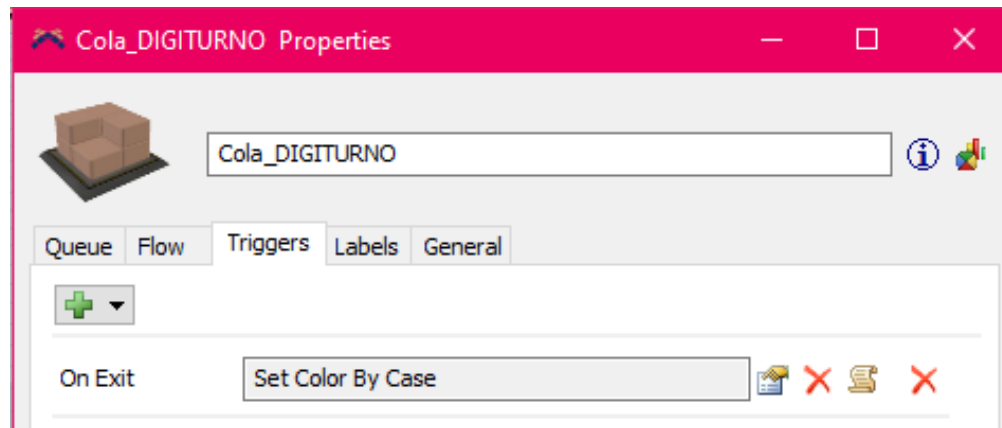 Cola_DIGITURNO Properties
Cola_DIGITURNO
Queue Flow Triggers Labels General
On Exit Set Color By Case